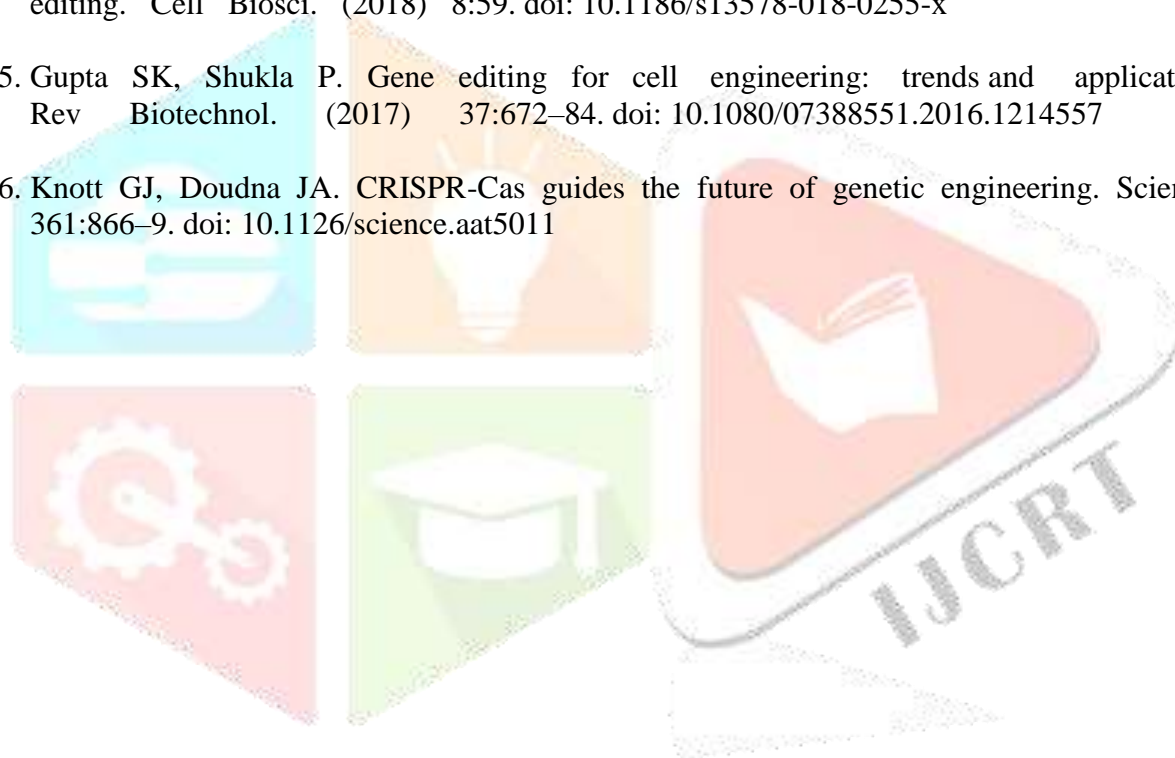 editing. Cell Biosci. (2018) 8:59. doi: 10.1186/s13578-018-0255-x
5. Gupta SK, Shukla P. Gene editing for cell engineering: trends and applicat
Rev Biotechnol. (2017) 37:672–84. doi: 10.1080/07388551.2016.1214557
6. Knott GJ, Doudna JA. CRISPR-Cas guides the future of genetic engineering. Scien
361:866–9. doi: 10.1126/science.aat5011
IJCRT